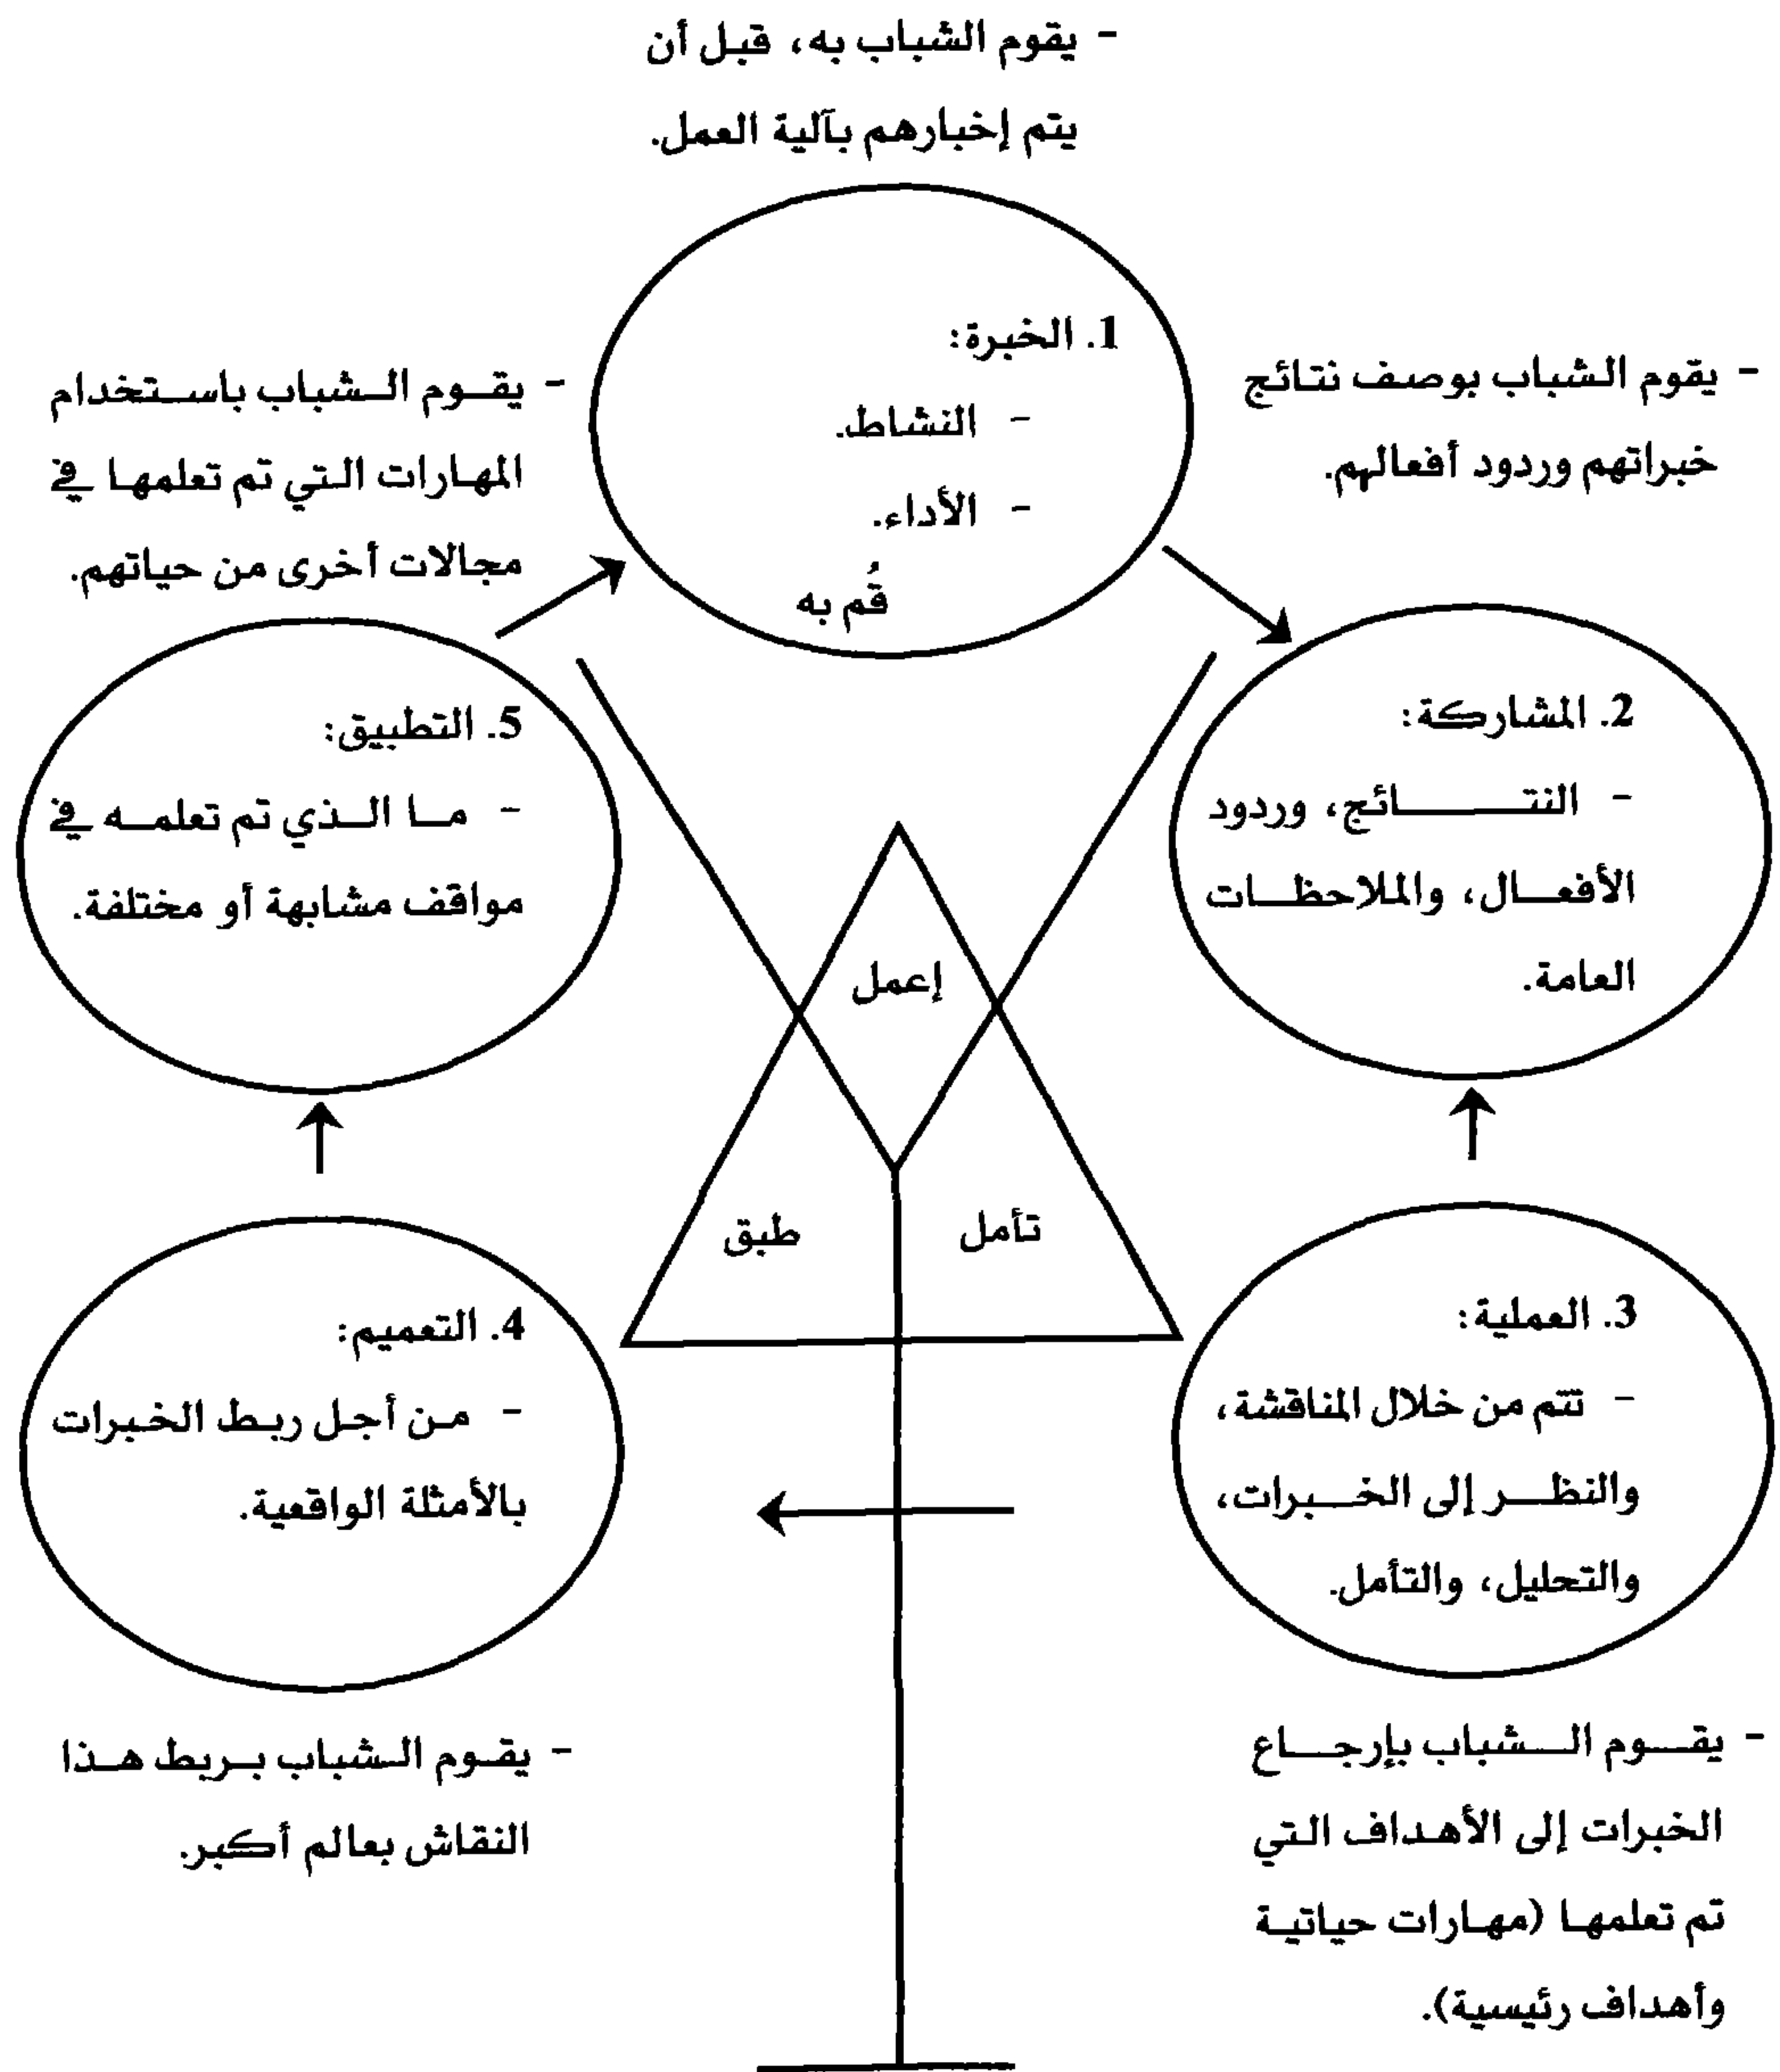 - يقوم الشباب به، قبل أن
يتم إخبارهم بآلية العمل.
1. الخبرة:
- النشاط.
- الأداء.
قُم به
- يقوم الشباب بوصف نتائج
خبراتهم وردود أفعالهم.
2. المشاركة:
- النتائج، وردود
الأفعال، والملاحظات
العامة.
3. العملية:
- تتم من خلال المناقشة،
والنظر إلى الخبرات،
والتحليل، والتأمل.
- يقوم الشباب بإرجاع
الخبرات إلى الأهداف التي
تم تعلمها (مهارات حياتية
وأهداف رئيسية).
4. التعميم:
- من أجل ربط الخبرات
بالأمثلة الواقعية.
- يقوم الشباب بربط هذا
النقاش بعالم أكبر.
- يقوم الشباب باستخدام
المهارات التي تم تعلمها في
مجالات أخرى من حياتهم.
5. التطبيق:
- ما الذي تم تعلمه في
مواقف مشابهة أو مختلفة.
إعمل
تأمل
طبق